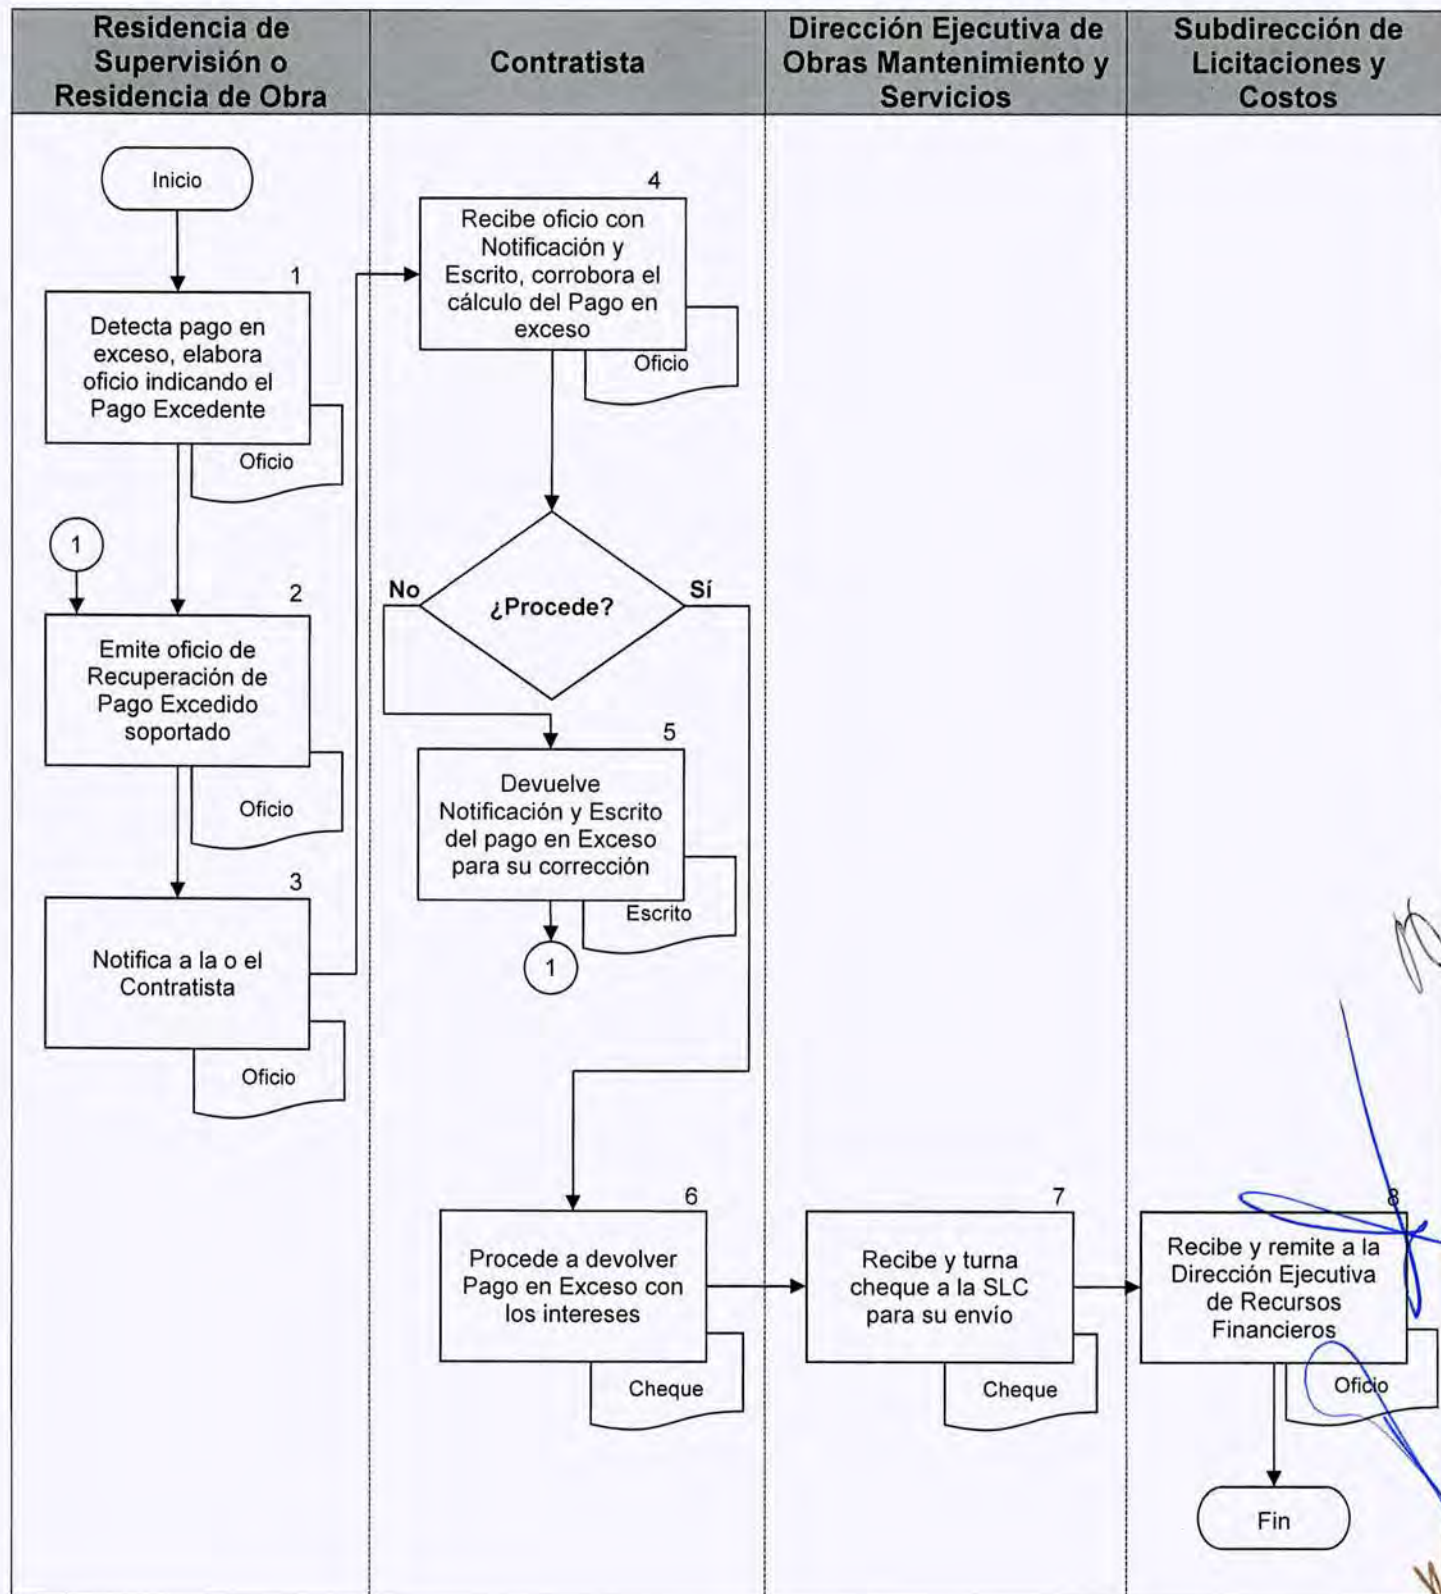 Residencia de
Supervisión o
Residencia de Obra
Contratista
Dirección Ejecutiva de
Obras Mantenimiento y
Servicios
Subdirección de
Licitaciones y
Costos
Inicio
1
Detecta pago en
exceso, elabora
oficio indicando el
Pago Excedente
Oficio
1
2
Emite oficio de
Recuperación de
Pago Excedido
soportado
Oficio
3
Notifica a la o el
Contratista
Oficio
4
Recibe oficio con
Notificación y
Escrito, corrobora el
cálculo del Pago en
exceso
Oficio
No
¿Procede?
Sí
5
Devuelve
Notificación y Escrito
del pago en Exceso
para su corrección
Escrito
1
6
Procede a devolver
Pago en Exceso con
los intereses
Cheque
7
Recibe y turna
cheque a la SLC
para su envío
Cheque
8
Recibe y remite a la
Dirección Ejecutiva
de Recursos
Financieros
Oficio
Fin